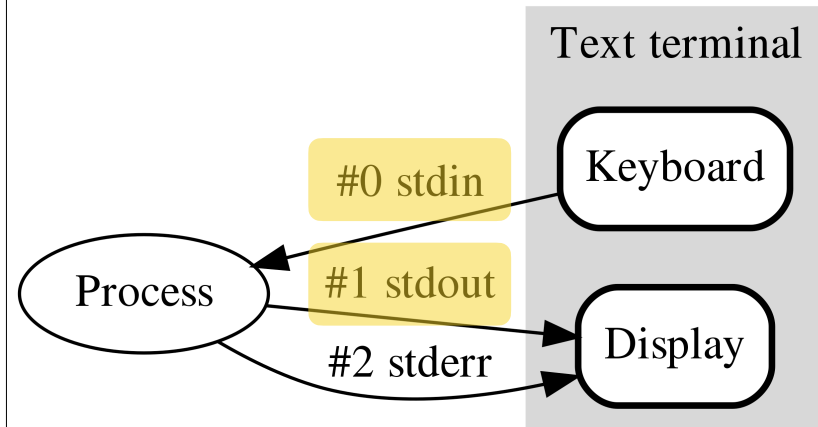 Text terminal
#0 stdin
Keyboard
Process
#1 stdout
#2 stderr
Display